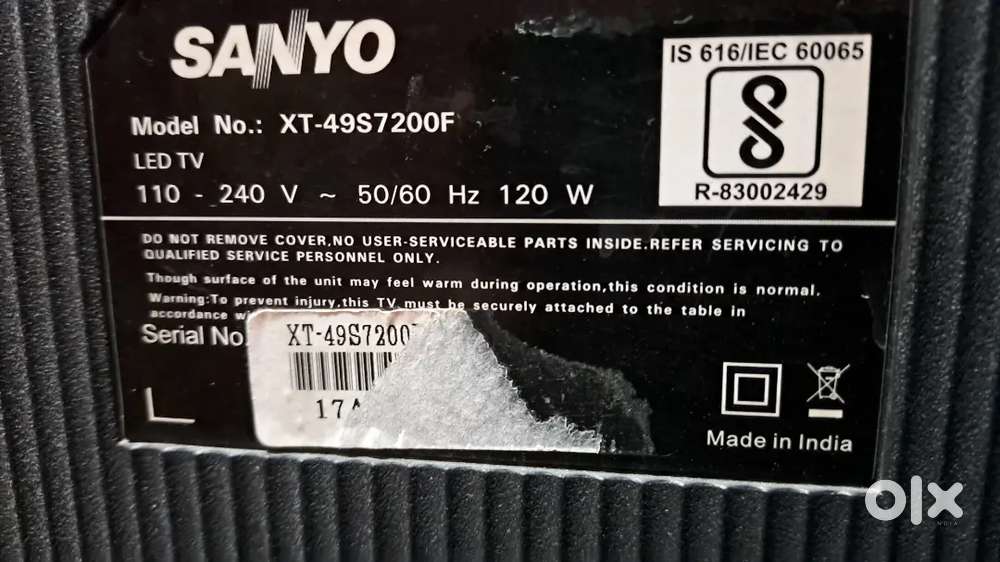 SANYO
Model No.: XT-49S7200F
LED TV
110 - 240 V ~ 50/60 Hz 120 W
IS 616/IEC 60065
R-83002429
DO NOT REMOVE COVER,NO USER-SERVICEABLE PARTS INSIDE.REFER SERVICING TO
QUALIFIED SERVICE PERSONNEL ONLY.
Though surface of the unit may feel warm during operation,this condition is normal.
Warning:To prevent injury,this TV must be securely attached to the table in
accordance
Serial No
XT-49S7200
17
Made in India
olx
INDIA